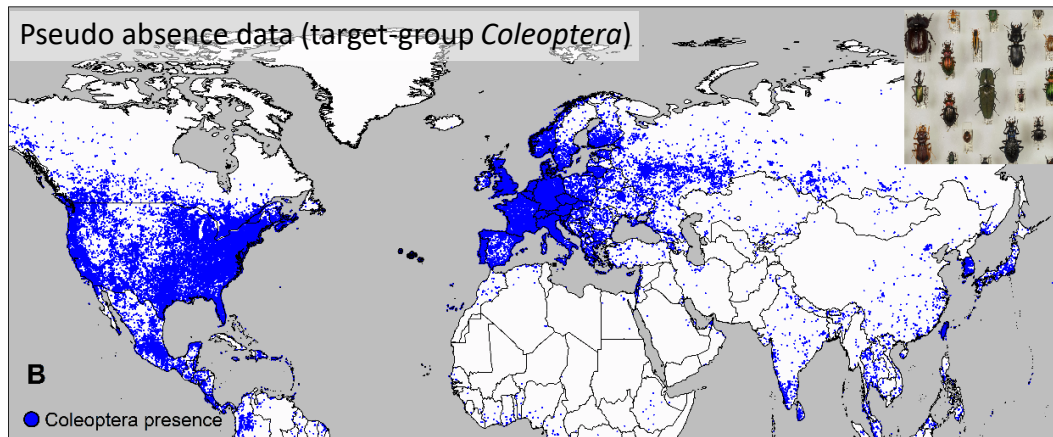 Pseudo absence data (target-group Coleoptera)
B
Coleoptera presence